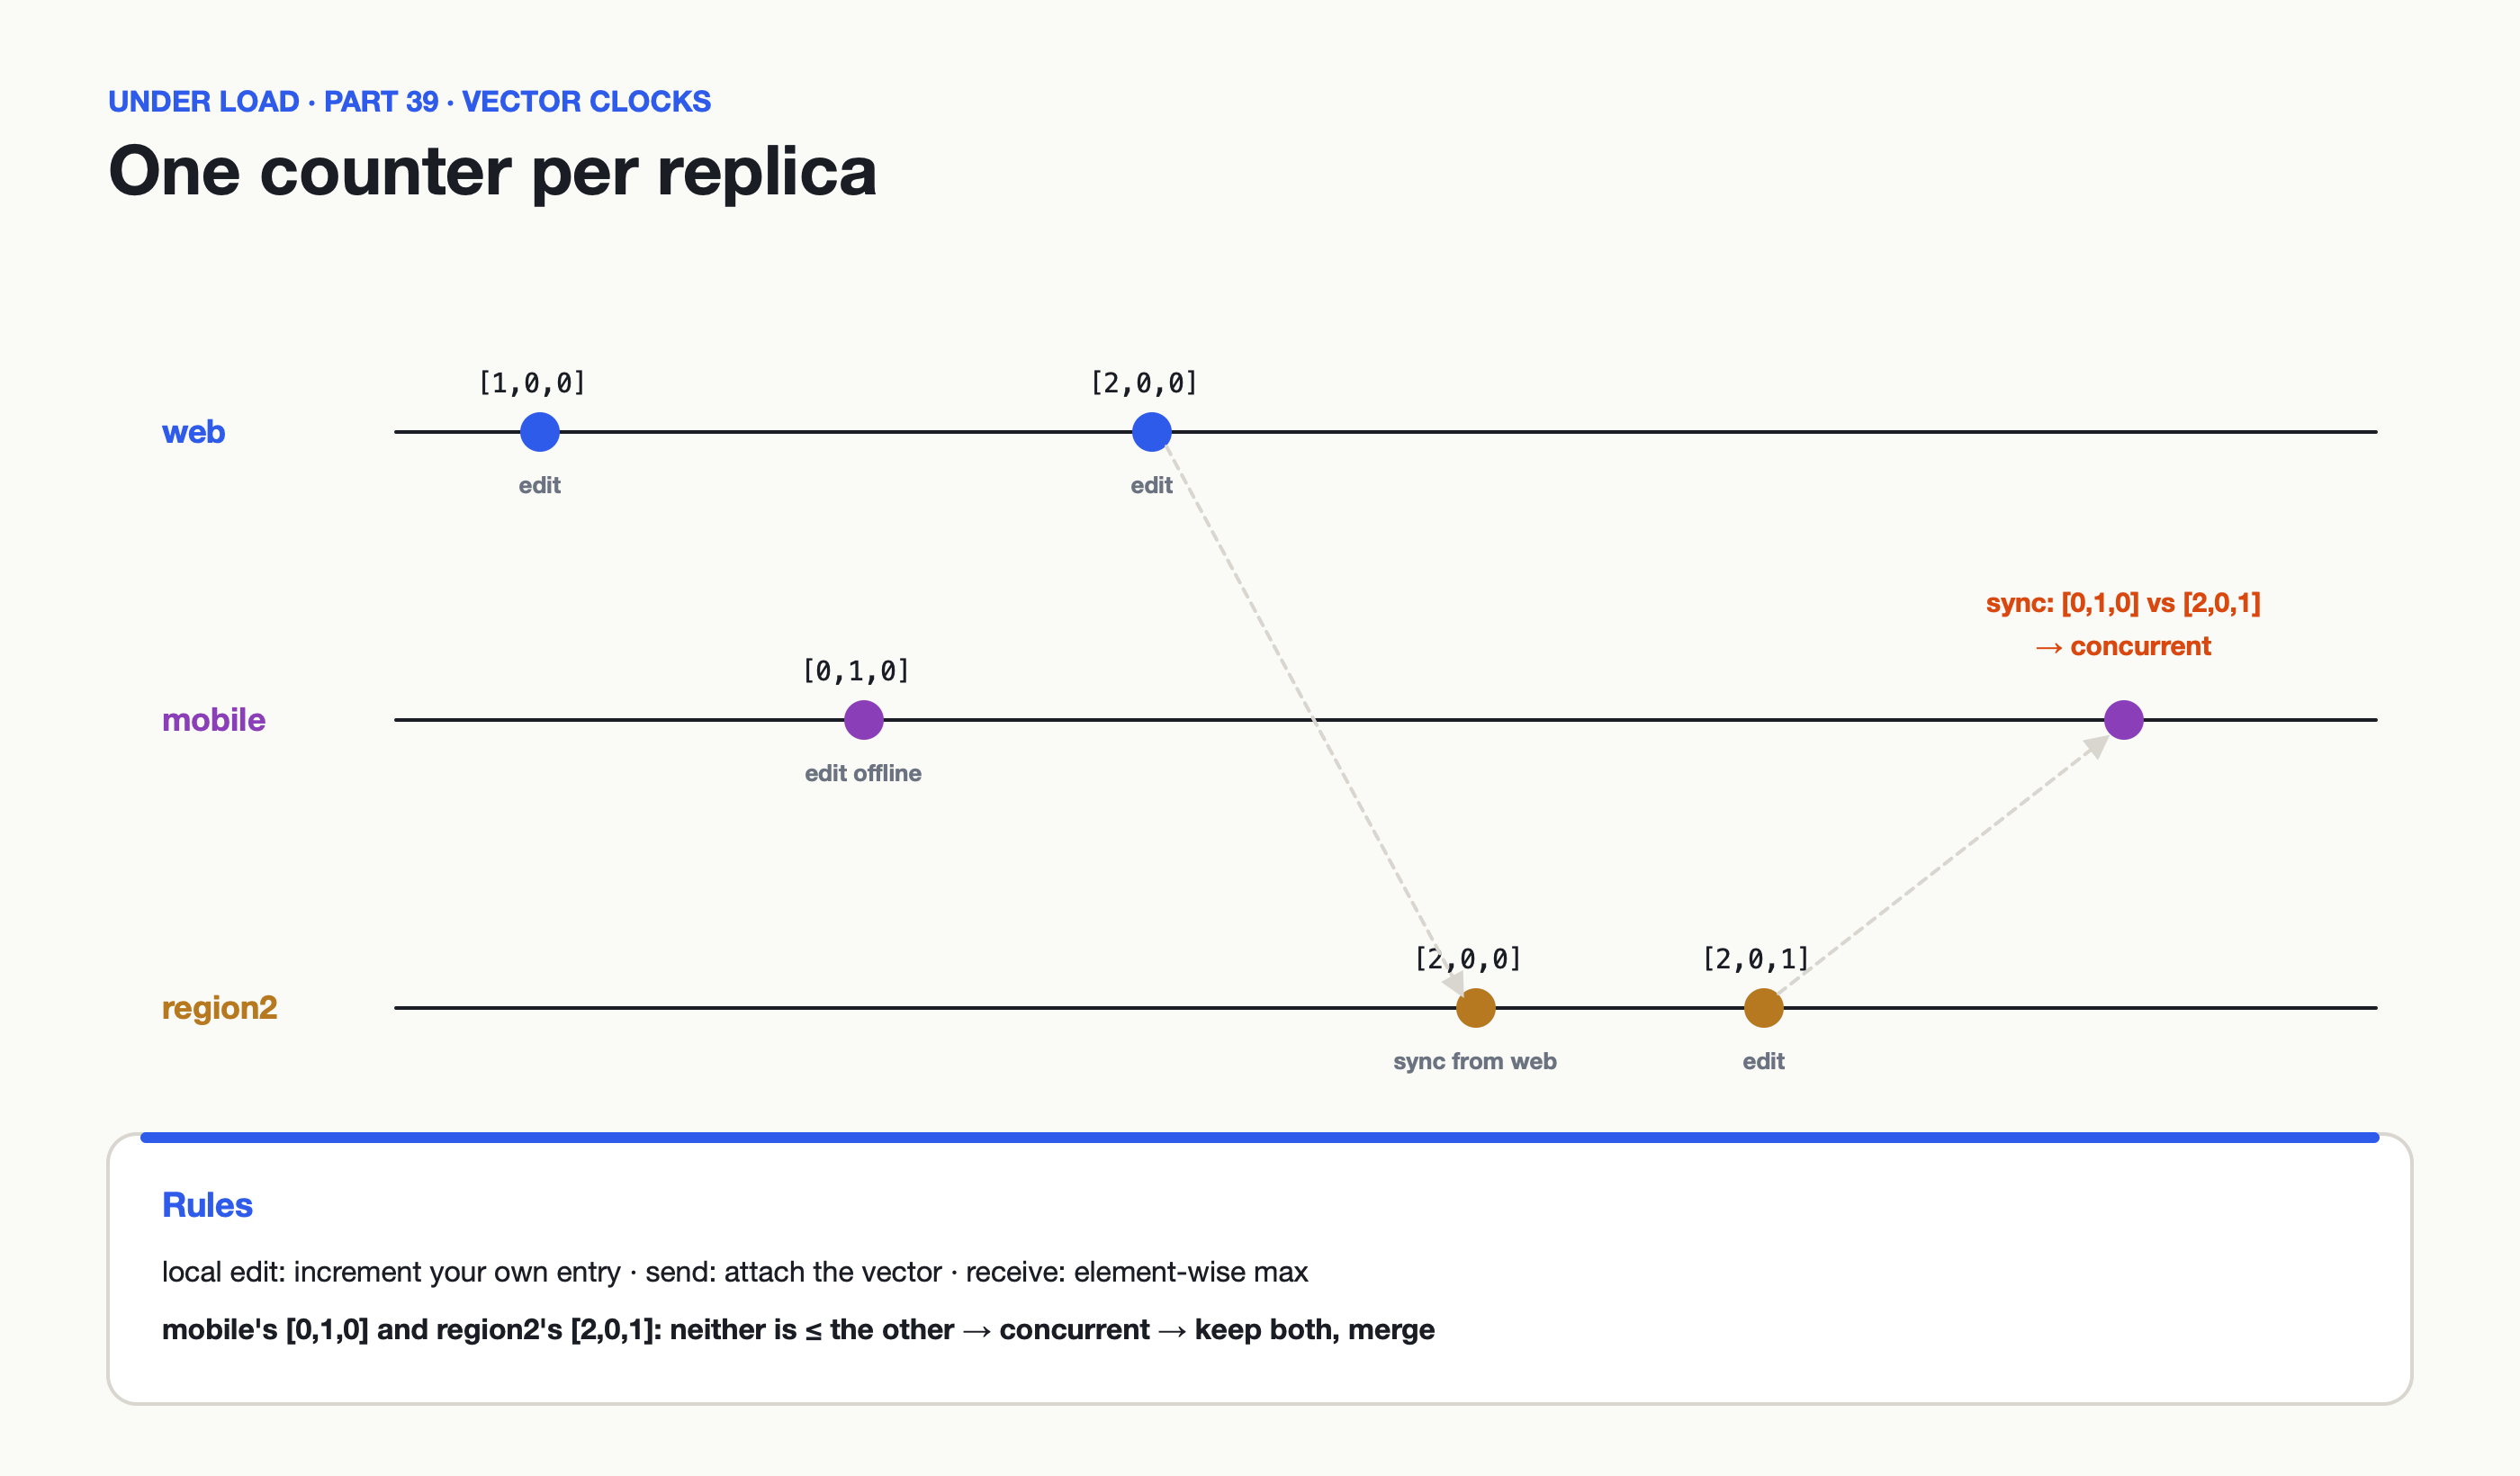 UNDER LOAD · PART 39 · VECTOR CLOCKS
One counter per replica
[1,0,0]
[2,0,0]
web
edit
edit
sync: [0,1,0] vs [2,0,1]
→ concurrent
[0,1,0]
mobile
edit offline
[2,0,0]
[2,0,1]
region2
sync from web
edit
Rules
local edit: increment your own entry · send: attach the vector · receive: element-wise max
mobile's [0,1,0] and region2's [2,0,1]: neither is ≤ the other → concurrent → keep both, merge